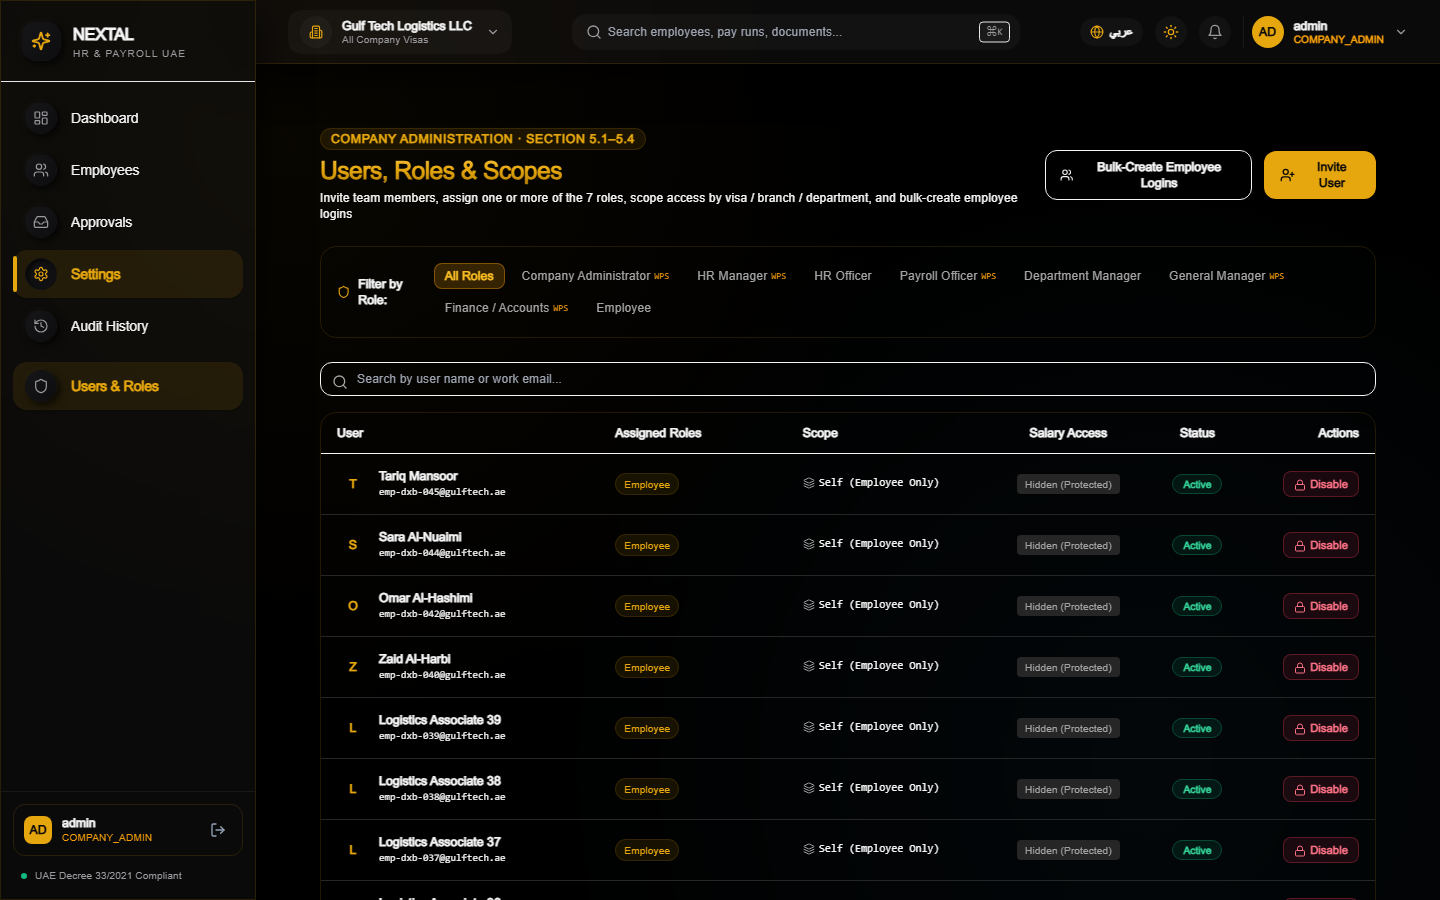 NEXTAL
HR & PAYROLL UAE
Dashboard
Employees
Approvals
Settings
Audit History
Users & Roles
AD
admin
COMPANY_ADMIN
UAE Decree 33/2021 Compliant
Gulf Tech Logistics LLC
All Company Visas
Search employees, pay runs, documents...
⌘K
عربي
AD
admin
COMPANY_ADMIN
COMPANY ADMINISTRATION · SECTION 5.1–5.4
Users, Roles & Scopes
Invite team members, assign one or more of the 7 roles, scope access by visa / branch / department, and bulk-create employee
logins
Bulk-Create Employee
Logins
Invite
User
Filter by
Role:
All Roles
Company Administrator WPS
HR Manager WPS
HR Officer
Payroll Officer WPS
Department Manager
General Manager WPS
Finance / Accounts WPS
Employee
Search by user name or work email...
User Assigned Roles Scope Salary Access Status Actions
T
Tariq Mansoor
emp-dxb-045@gulftech.ae
Employee
Self (Employee Only)
Hidden (Protected)
Active
Disable
S
Sara Al-Nuaimi
emp-dxb-044@gulftech.ae
Employee
Self (Employee Only)
Hidden (Protected)
Active
Disable
O
Omar Al-Hashimi
emp-dxb-042@gulftech.ae
Employee
Self (Employee Only)
Hidden (Protected)
Active
Disable
Z
Zaid Al-Harbi
emp-dxb-040@gulftech.ae
Employee
Self (Employee Only)
Hidden (Protected)
Active
Disable
L
Logistics Associate 39
emp-dxb-039@gulftech.ae
Employee
Self (Employee Only)
Hidden (Protected)
Active
Disable
L
Logistics Associate 38
emp-dxb-038@gulftech.ae
Employee
Self (Employee Only)
Hidden (Protected)
Active
Disable
L
Logistics Associate 37
emp-dxb-037@gulftech.ae
Employee
Self (Employee Only)
Hidden (Protected)
Active
Disable